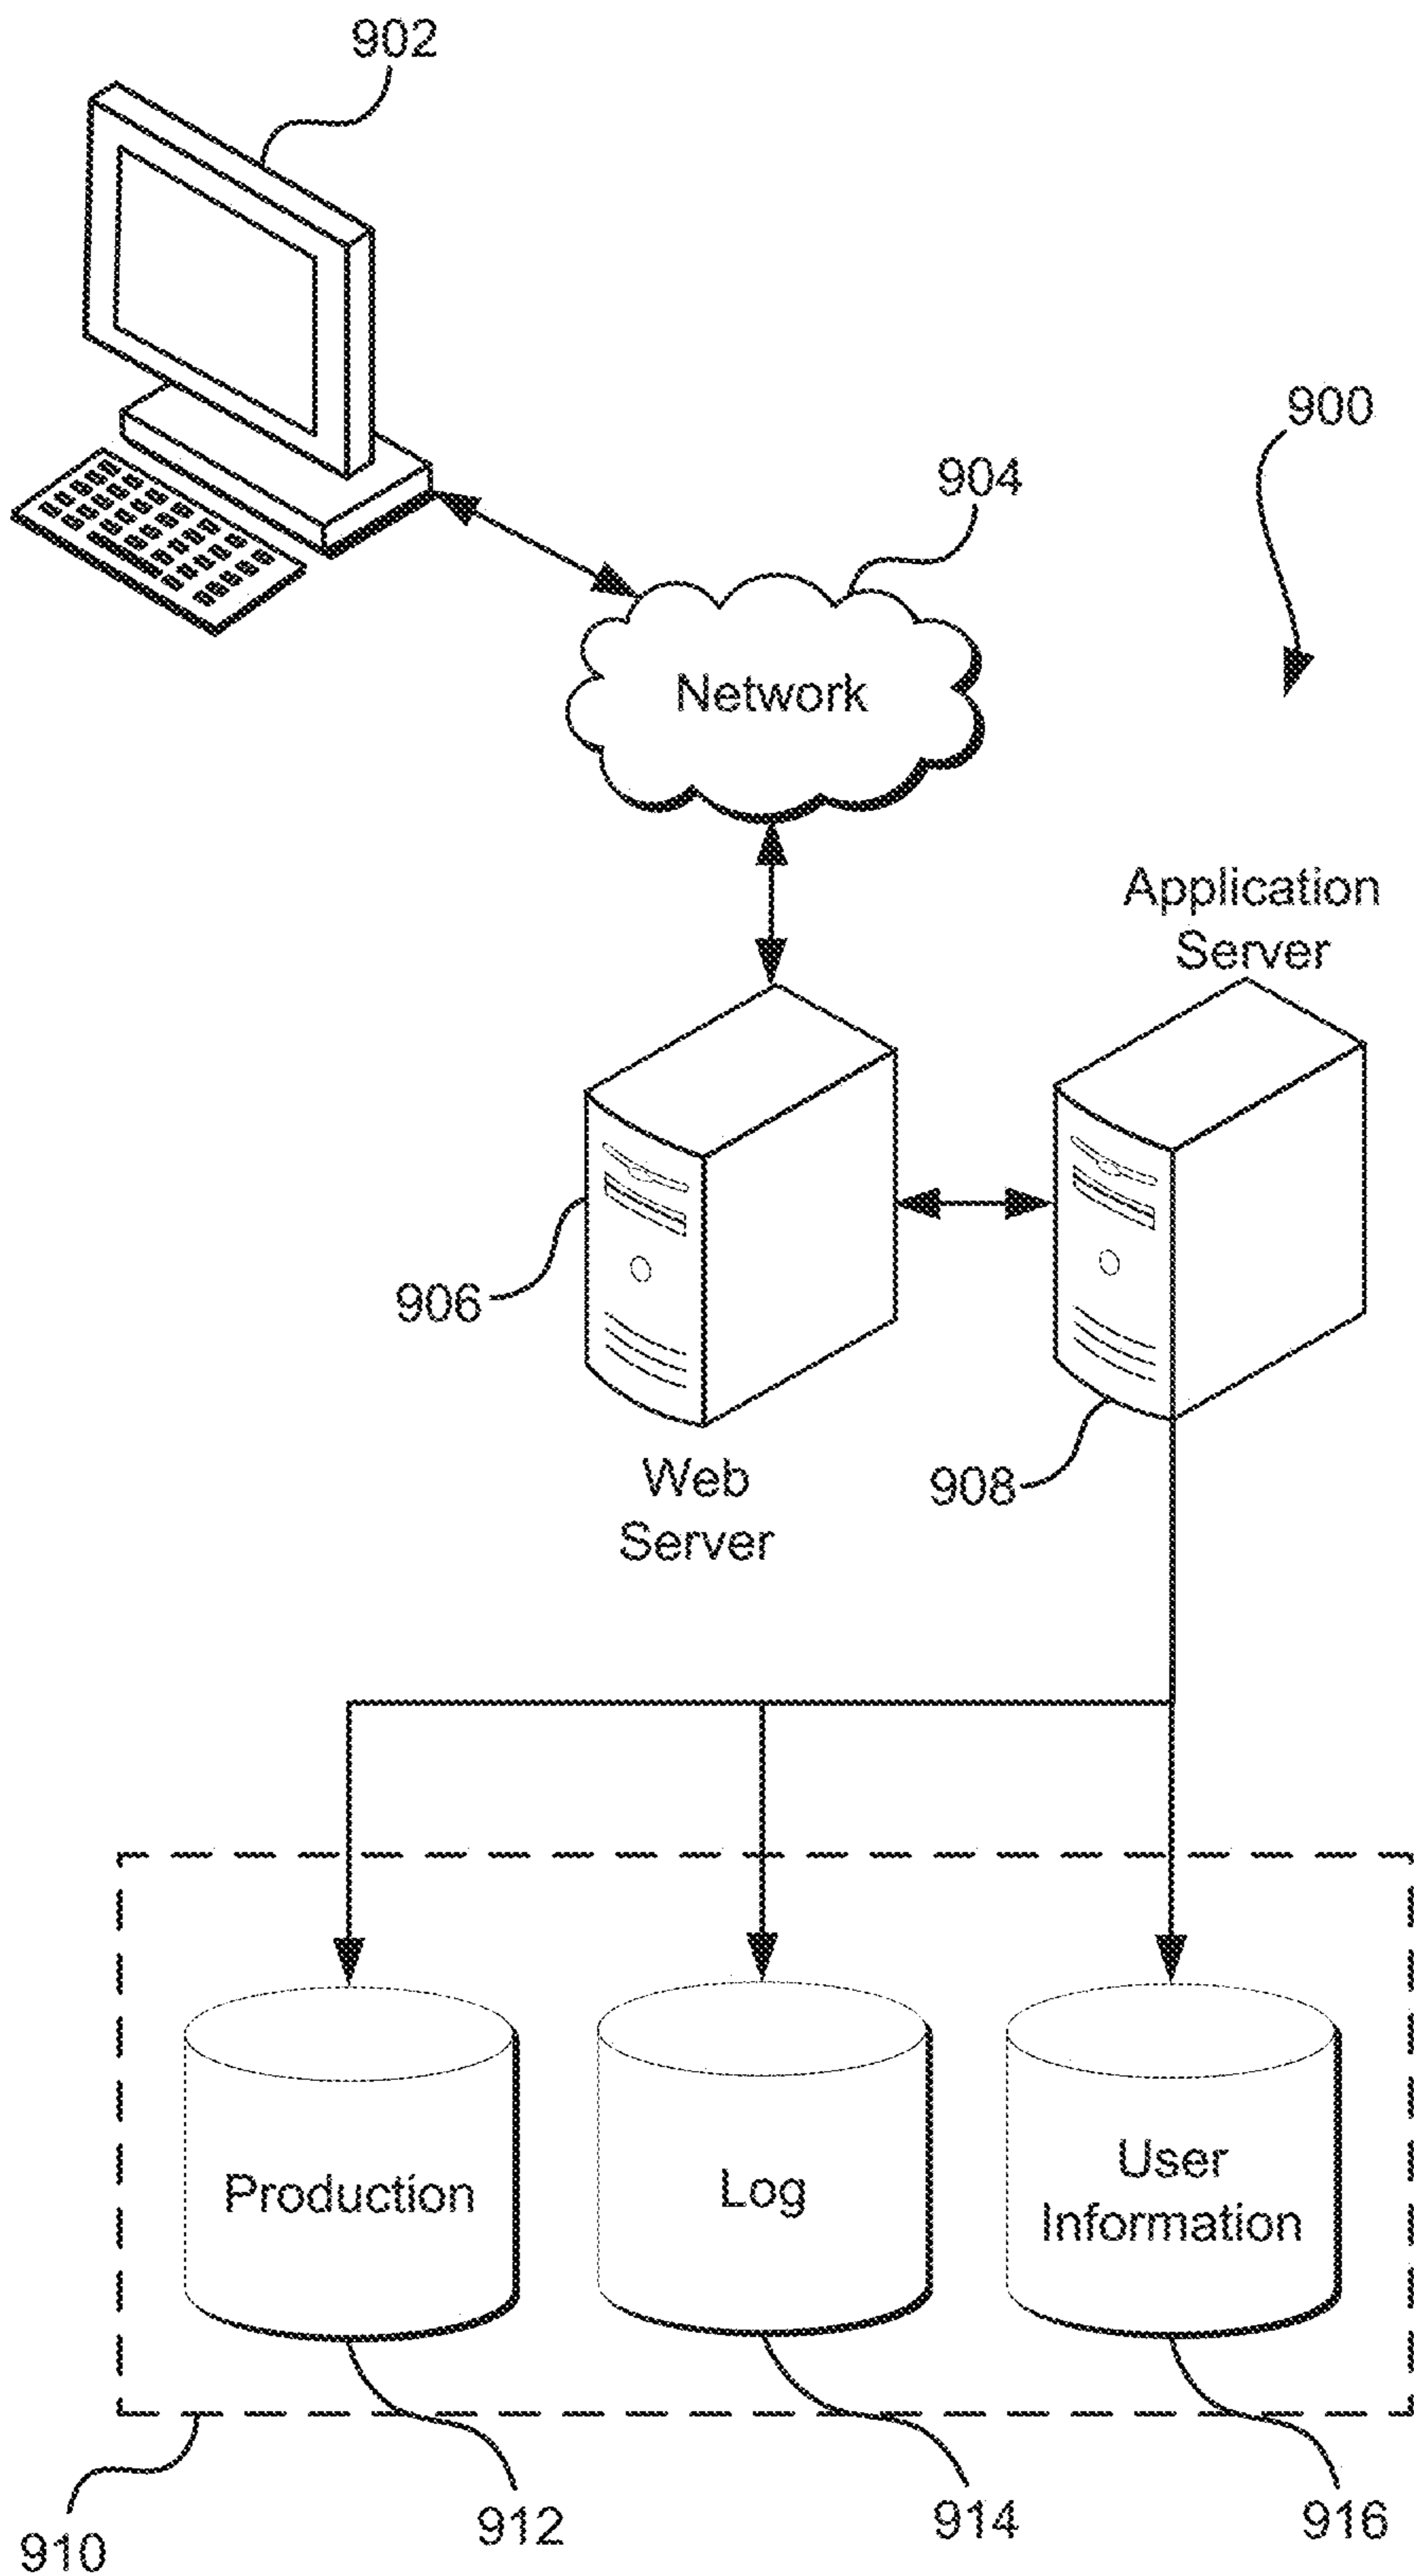 902
900
904
Network
Application
Server
906
908
Web
Server
Production
Log
User
Information
910
912
914
916